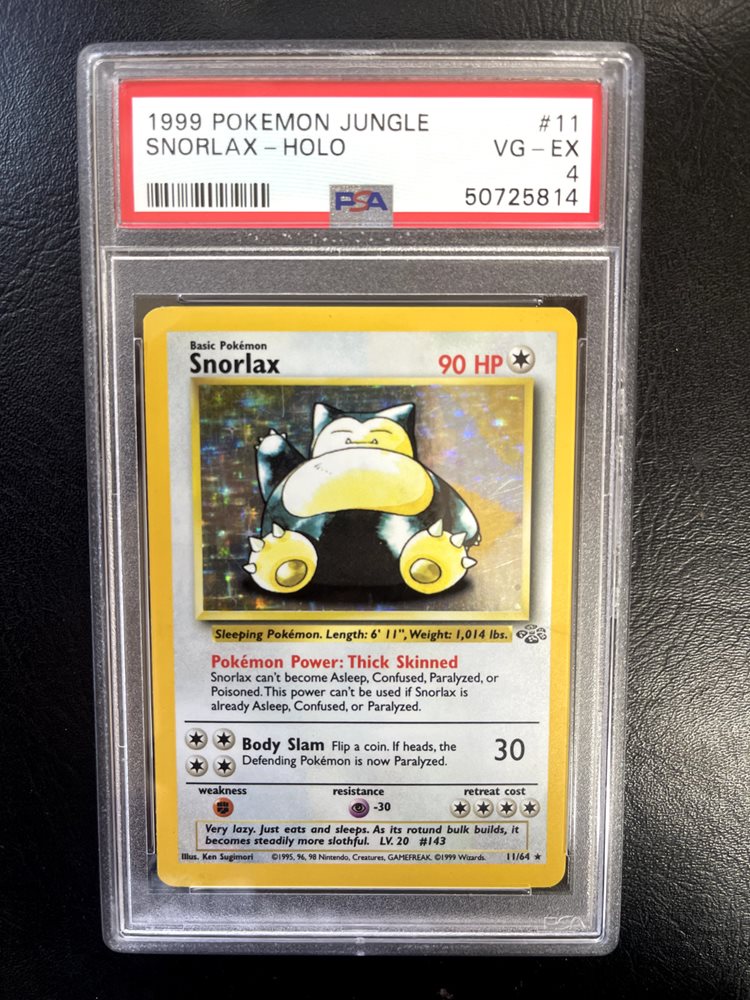 1999 POKEMON JUNGLE #11
SNORLAX - HOLO VG - EX
4
PSA 50725814
Basic Pokémon
Snorlax 90 HP
Sleeping Pokémon. Length: 6' 11", Weight: 1,014 lbs.
Pokémon Power: Thick Skinned
Snorlax can't become Asleep, Confused, Paralyzed, or
Poisoned. This power can't be used if Snorlax is
already Asleep, Confused, or Paralyzed.
Body Slam Flip a coin. If heads, the 30
Defending Pokémon is now Paralyzed.
weakness resistance retreat cost
-30
Very lazy. Just eats and sleeps. As its rotund bulk builds, it
becomes steadily more slothful. LV. 20 #143
Illus. Ken Sugimori ©1995, 96, 98 Nintendo, Creatures, GAMEFREAK. ©1999 Wizards. 11/64 ★
PSA